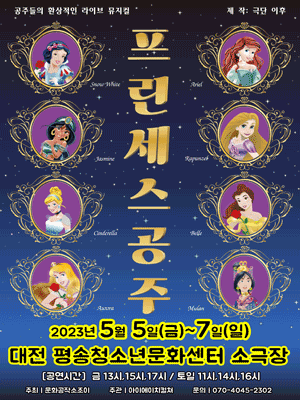 공주들의 환상적인 라이브 뮤지컬
제 작: 극단 이후
프린세스공주
Snow White
Ariel
Jasmine
Rapunzel
Cinderella
Belle
Aurora
Mulan
2023년 5월 5일(금)~7일(일)
대전 평송청소년문화센터 소극장
(공연시간) 금 13시.15시.17시 / 토일 11시.14시.16시
주최 | 문화공작소조이 주관 | 아이에이치컬쳐 문의 | 070-4045-2302